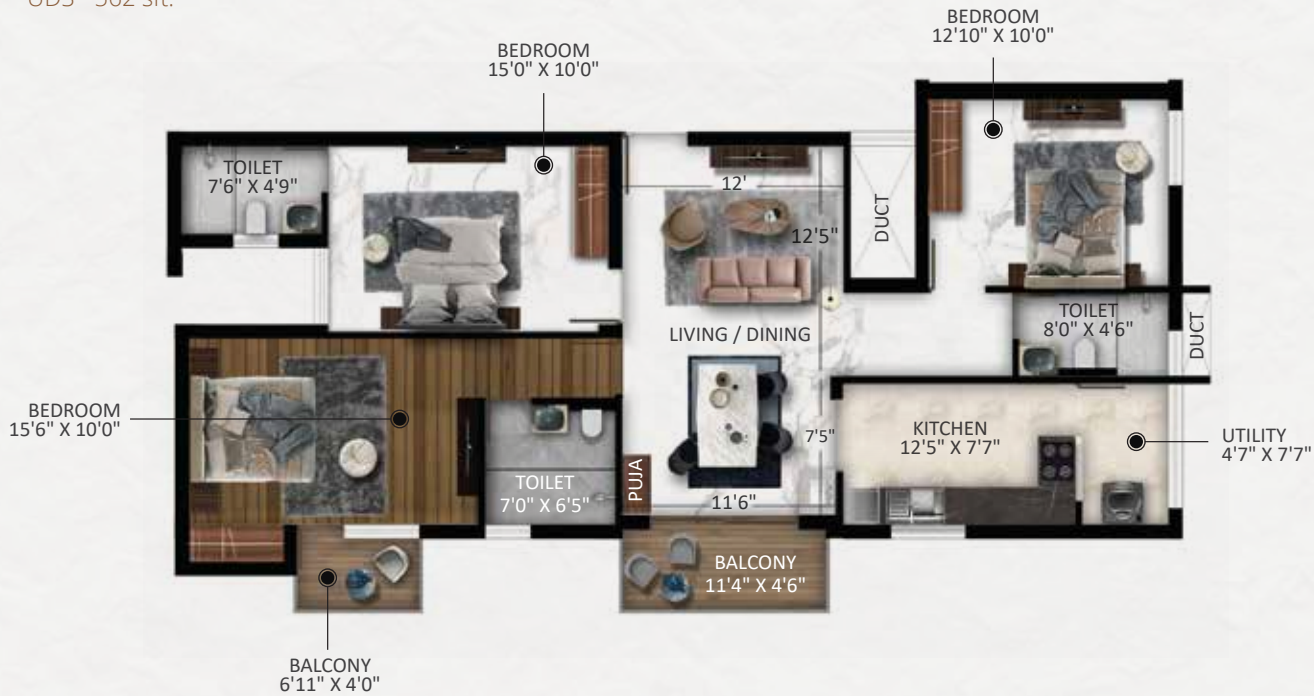 BEDROOM
12'10" X 10'0"
BEDROOM
15'0" X 10'0"
TOILET
7'6" X 4'9"
12'
12'5"
DUCT
LIVING / DINING
TOILET
8'0" X 4'6"
DUCT
BEDROOM
15'6" X 10'0"
KITCHEN
12'5" X 7'7"
7'5"
UTILITY
4'7" X 7'7"
TOILET
7'0" X 6'5"
PUJA
11'6"
BALCONY
11'4" X 4'6"
BALCONY
6'11" X 4'0"